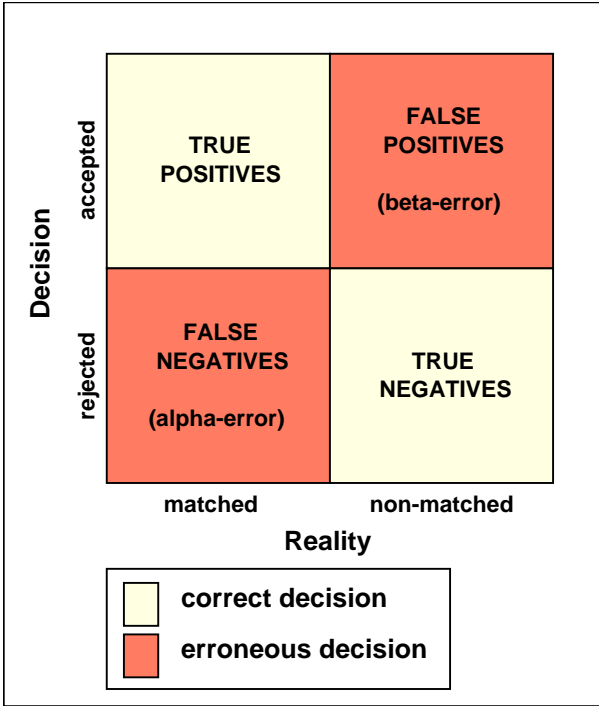 Decision
accepted
rejected
TRUE
POSITIVES
FALSE
POSITIVES
(beta-error)
FALSE
NEGATIVES
(alpha-error)
TRUE
NEGATIVES
matched
non-matched
Reality
correct decision
erroneous decision